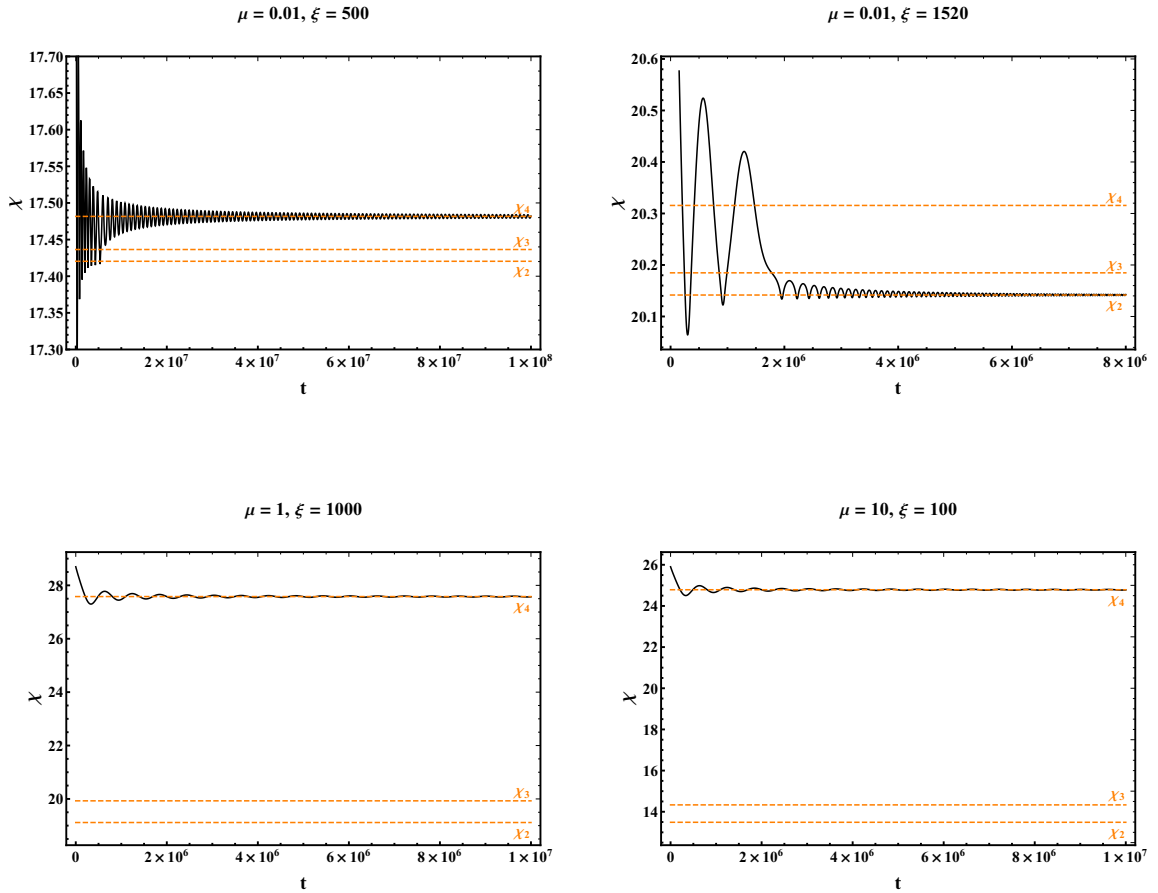 μ = 0.01, ξ = 500
17.70
17.65
17.60
17.55
17.50
17.45
17.40
17.35
17.30
χ
χ4
χ3
χ2
0 2×10^7 4×10^7 6×10^7 8×10^7 1×10^8
t
μ = 0.01, ξ = 1520
20.6
20.5
20.4
20.3
20.2
20.1
χ
χ4
χ3
χ2
0 2×10^6 4×10^6 6×10^6 8×10^6
t
μ = 1, ξ = 1000
28
26
24
22
20
χ
χ4
χ3
χ2
0 2×10^6 4×10^6 6×10^6 8×10^6 1×10^7
t
μ = 10, ξ = 100
26
24
22
20
18
16
14
χ
χ4
χ3
χ2
0 2×10^6 4×10^6 6×10^6 8×10^6 1×10^7
t